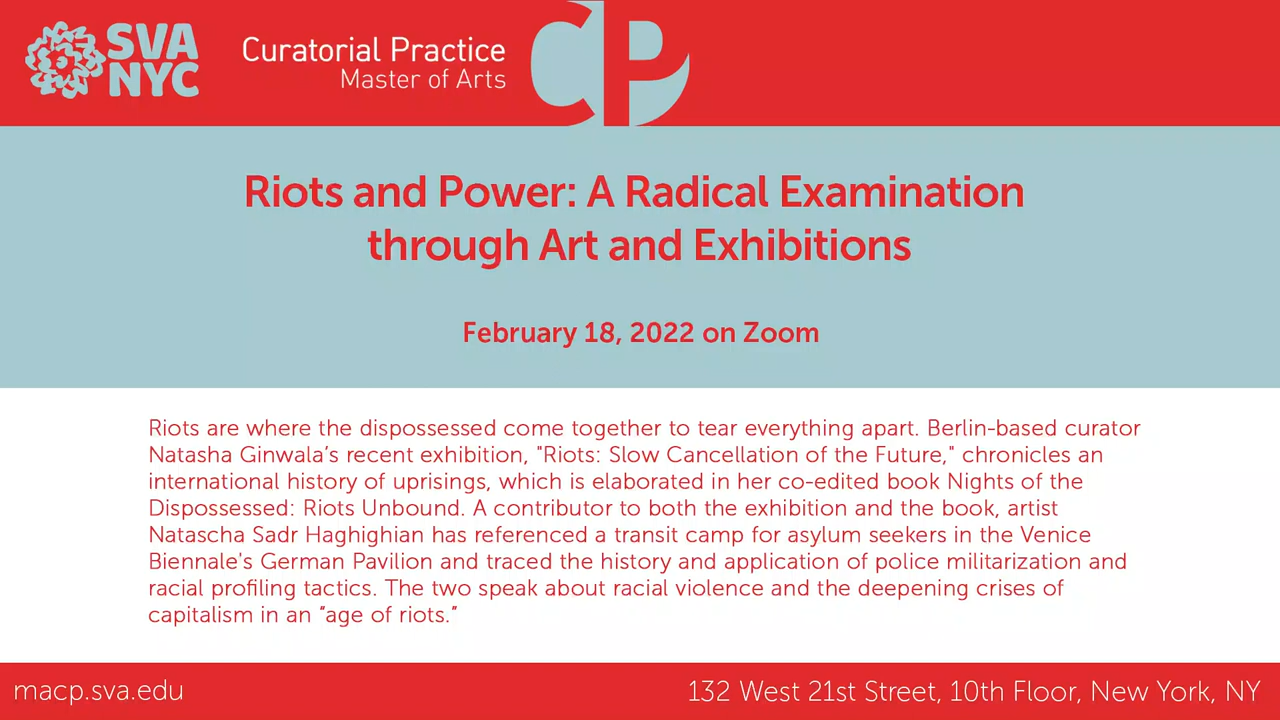 SVA
NYC
Curatorial Practice
Master of Arts
CP
Riots and Power: A Radical Examination
through Art and Exhibitions
February 18, 2022 on Zoom
Riots are where the dispossessed come together to tear everything apart. Berlin-based curator
Natasha Ginwala’s recent exhibition, "Riots: Slow Cancellation of the Future," chronicles an
international history of uprisings, which is elaborated in her co-edited book Nights of the
Dispossessed: Riots Unbound. A contributor to both the exhibition and the book, artist
Natascha Sadr Haghighian has referenced a transit camp for asylum seekers in the Venice
Biennale's German Pavilion and traced the history and application of police militarization and
racial profiling tactics. The two speak about racial violence and the deepening crises of
capitalism in an “age of riots.”
macp.sva.edu
132 West 21st Street, 10th Floor, New York, NY